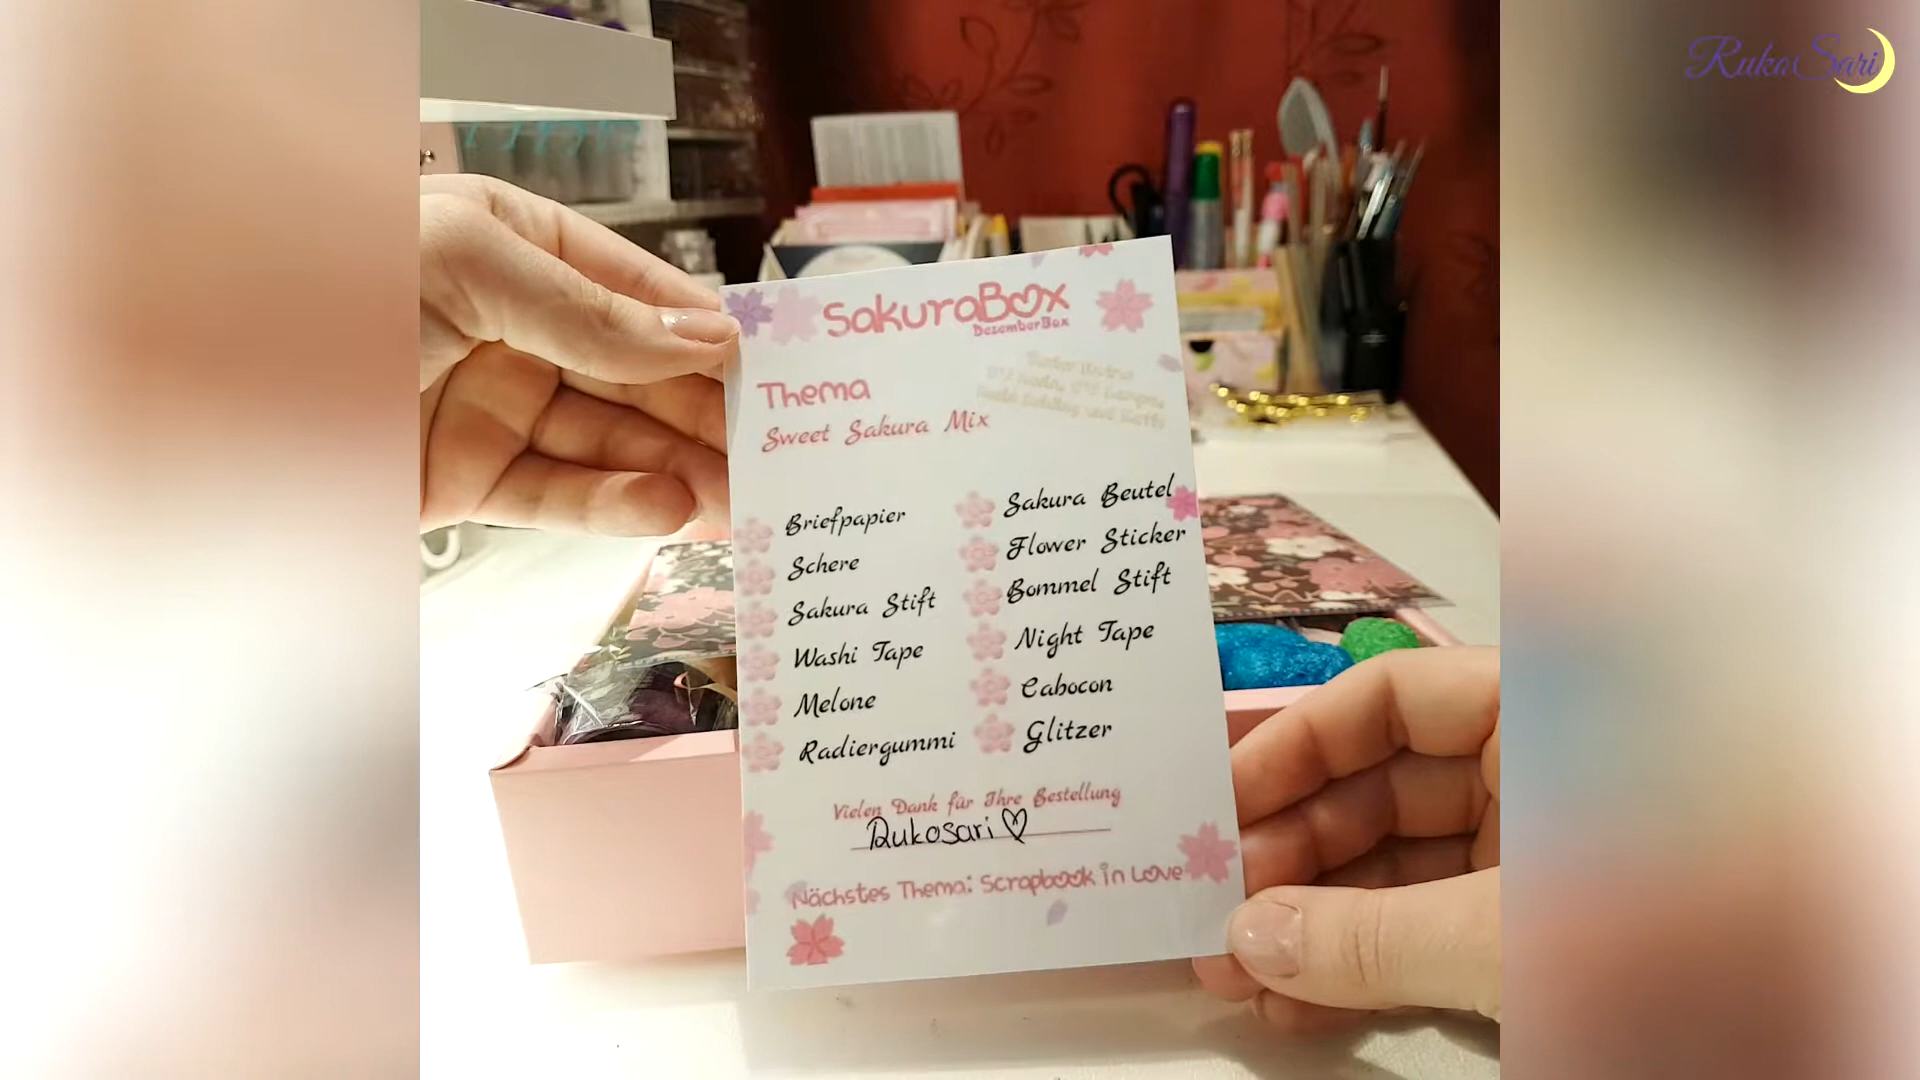 RukoSari
SakuraBox
DezemberBox
Thema
Sweet Sakura Mix
Briefpapier
Schere
Sakura Stift
Washi Tape
Melone
Radiergummi
Sakura Beutel
Flower Sticker
Bommel Stift
Night Tape
Cabocon
Glitzer
Vielen Dank für Ihre Bestellung
Rukosari
Nächstes Thema: Scrapbook in Love